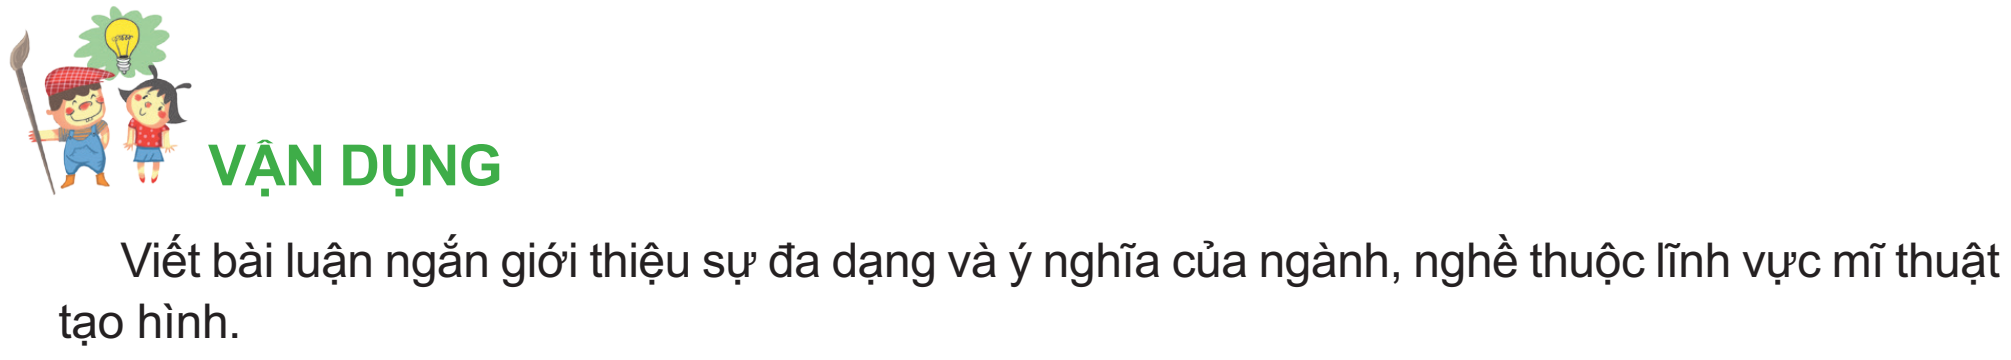 VẬN DỤNG
Viết bài luận ngắn giới thiệu sự đa dạng và ý nghĩa của ngành, nghề thuộc lĩnh vực mĩ thuật
tạo hình.